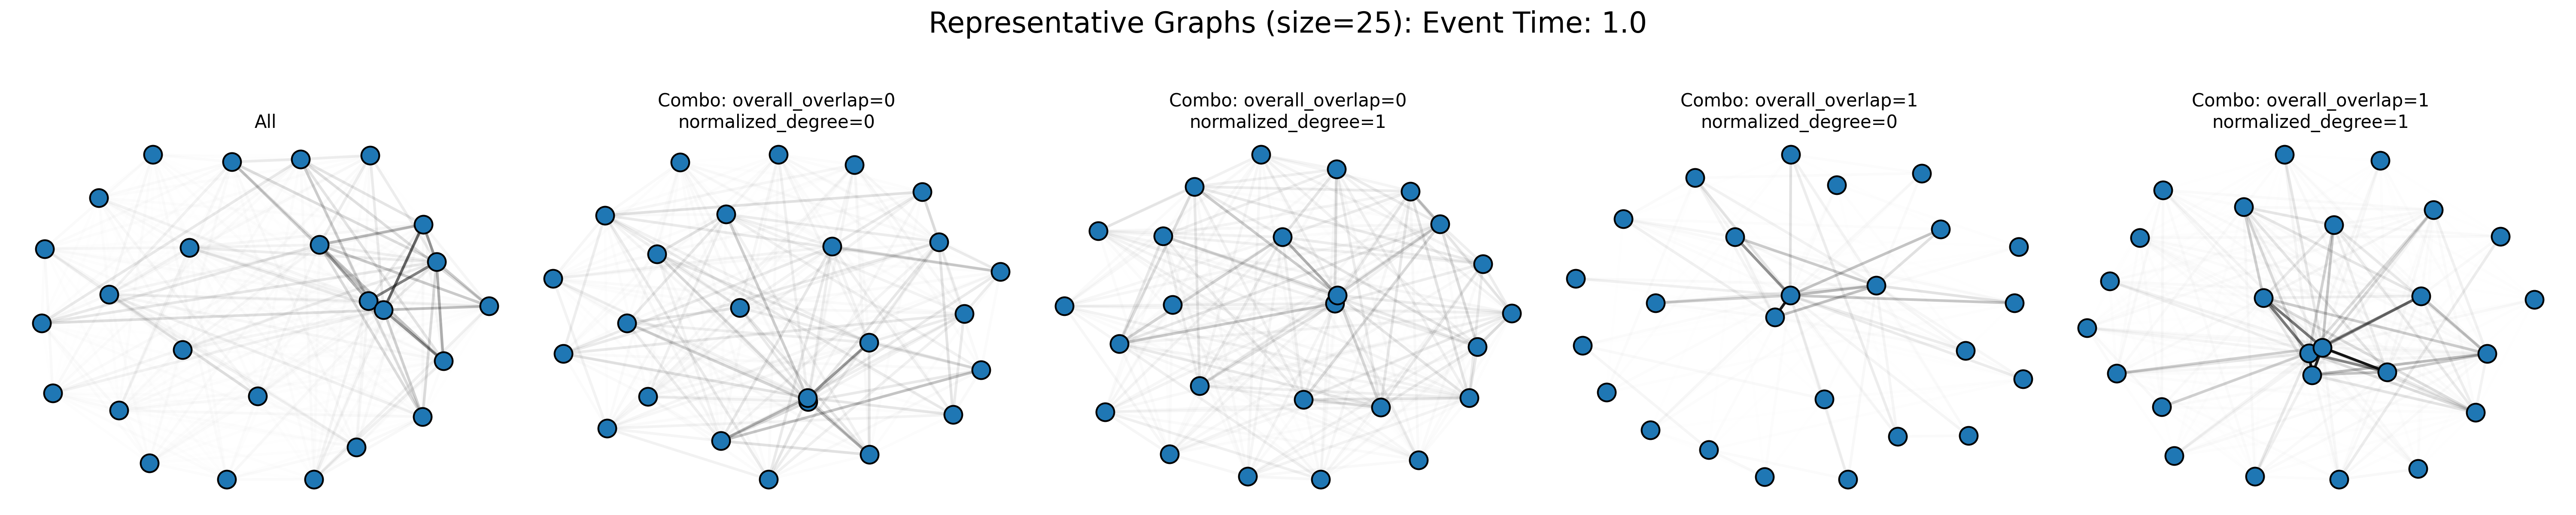 Representative Graphs (size=25): Event Time: 1.0
All
Combo: overall_overlap=0
normalized_degree=0
Combo: overall_overlap=0
normalized_degree=1
Combo: overall_overlap=1
normalized_degree=0
Combo: overall_overlap=1
normalized_degree=1